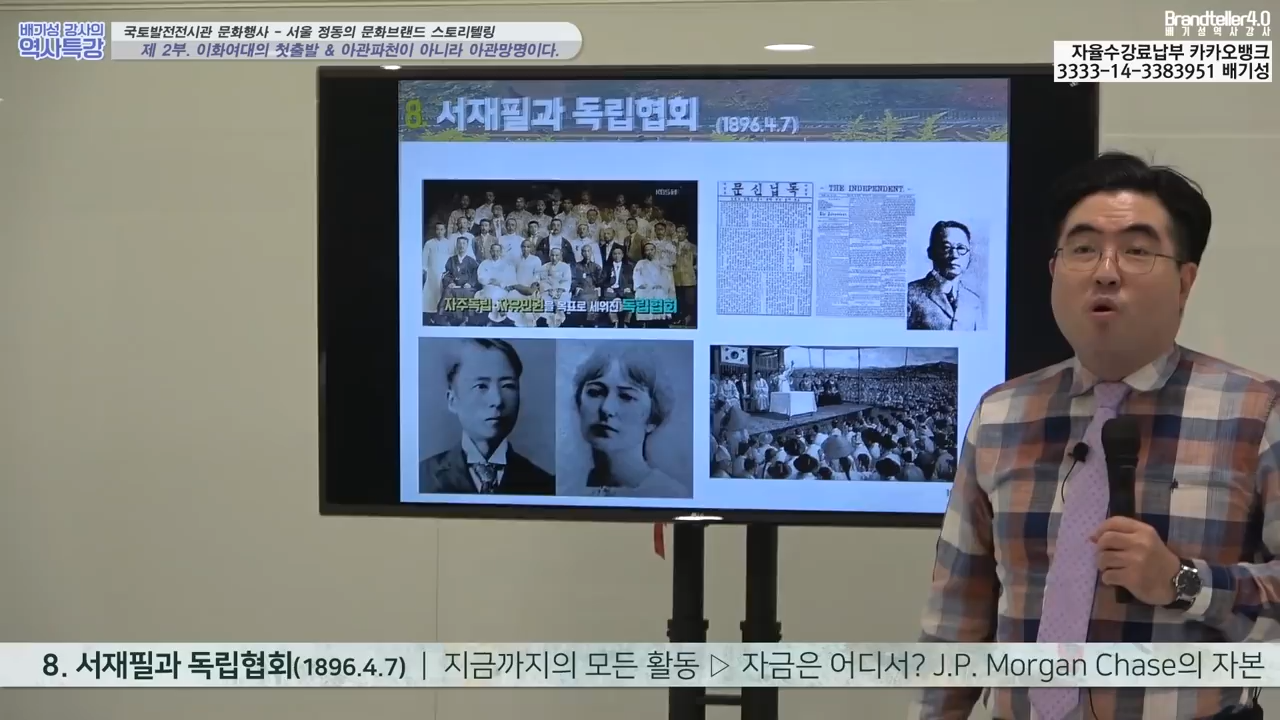 배기성 강사의
역사특강
국토발전전시관 문화행사 - 서울 정동의 문화브랜드 스토리텔링
제 2부. 이화여대의 첫출발 & 아관파천이 아니라 아관망명이다.
Brandteller4.0
배기성역사강사
자율수강료납부 카카오뱅크
3333-14-3383951 배기성
8. 서재필과 독립협회 (1896.4.7)
KBS
자주독립 자유민권을 목표로 세워진 독립협회
문신닙독
THE INDEPENDENT.
8. 서재필과 독립협회(1896.4.7) | 지금까지의 모든 활동 ▷ 자금은 어디서? J.P. Morgan Chase의 자본